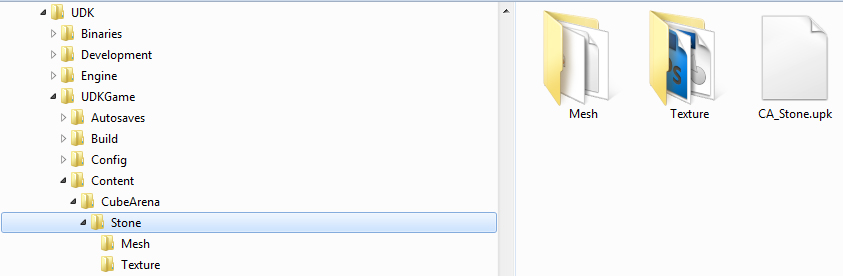 UDK
Binaries
Development
Engine
UDKGame
Autosaves
Build
Config
Content
CubeArena
Stone
Mesh
Texture
Mesh
Texture
CA_Stone.upk